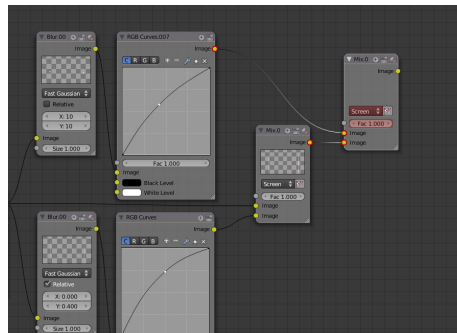 Blur.00
Image
Fast Gaussian
Relative
X: 10
Y: 10
Image
Size 1.000
RGB Curves.007
Image
C R G B
Fac 1.000
Image
Black Level
White Level
Mix.0
Image
Screen
Fac 1.000
Image
Image
Mix.0
Image
Screen
Fac 1.000
Image
Image
Blur.00
Image
Fast Gaussian
Relative
X: 0.000
Y: 0.400
Image
Size 1.000
RGB Curves
Image
C R G B